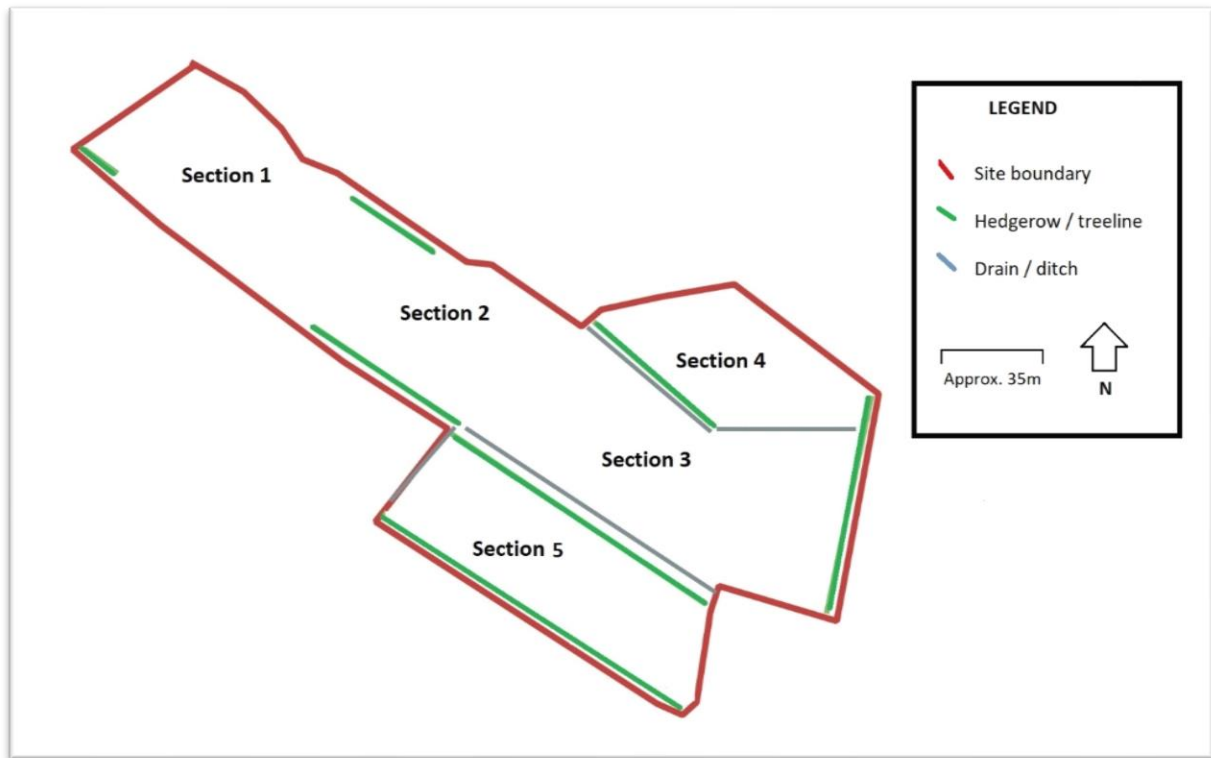 Section 1
Section 2
Section 4
Section 3
Section 5
LEGEND
Site boundary
Hedgerow / treeline
Drain / ditch
Approx. 35m
N